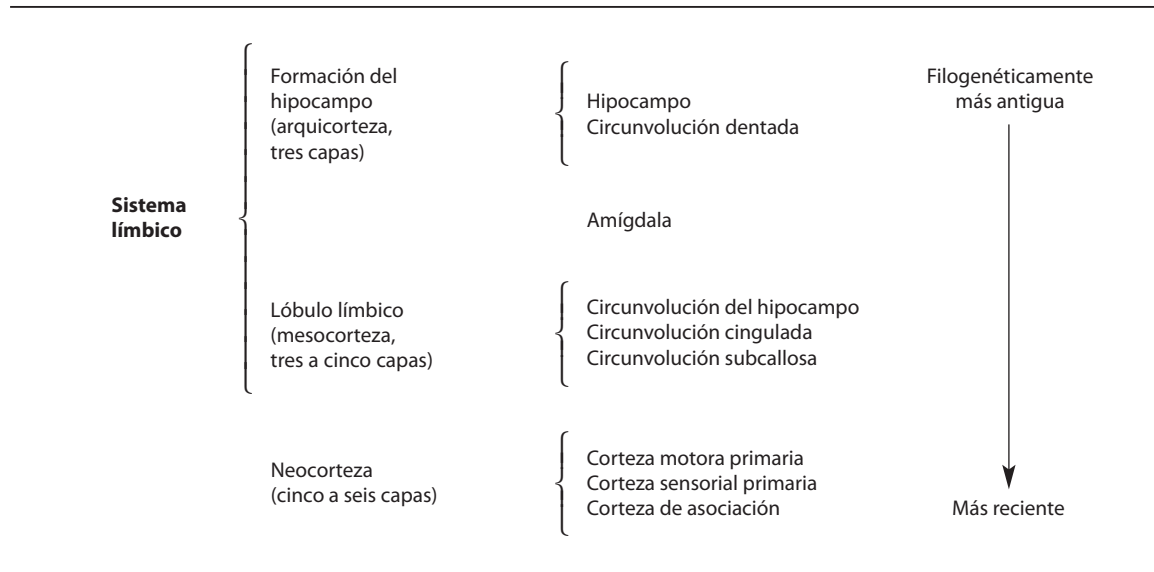 Formación del
hipocampo
(arquicorteza,
tres capas)
Hipocampo
Circunvolución dentada
Filogenéticamente
más antigua
Sistema
límbico
Amígdala
Lóbulo límbico
(mesocorteza,
tres a cinco capas)
Circunvolución del hipocampo
Circunvolución cingulada
Circunvolución subcallosa
Neocorteza
(cinco a seis capas)
Corteza motora primaria
Corteza sensorial primaria
Corteza de asociación
Más reciente